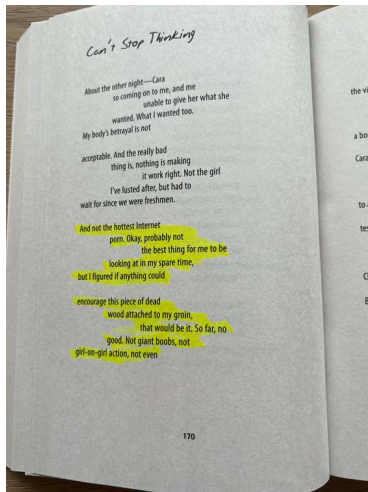 Can't Stop Thinking
About the other night—Cara
so coming on to me, and me
unable to give her what she
wanted. What I wanted too.
My body's betrayal is not
acceptable. And the really bad
thing is, nothing is making
it work right. Not the girl
I've lusted after, but had to
wait for since we were freshmen.
And not the hottest Internet
porn. Okay, probably not
the best thing for me to be
looking at in my spare time,
but I figured if anything could
encourage this piece of dead
wood attached to my groin,
that would be it. So far, no
good. Not giant boobs, not
girl-on-girl action, not even
170
the
Cara